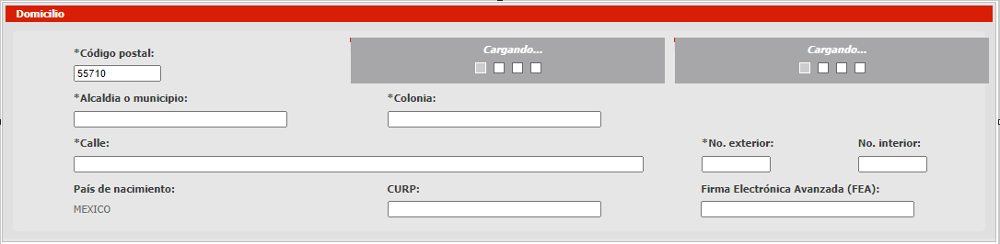 Domicilio
*Código postal:
Cargando...
Cargando...
55710
*Alcaldia o municipio:
*Colonia:
*Calle:
*No. exterior:
No. interior:
País de nacimiento:
CURP:
Firma Electrónica Avanzada (FEA):
MEXICO